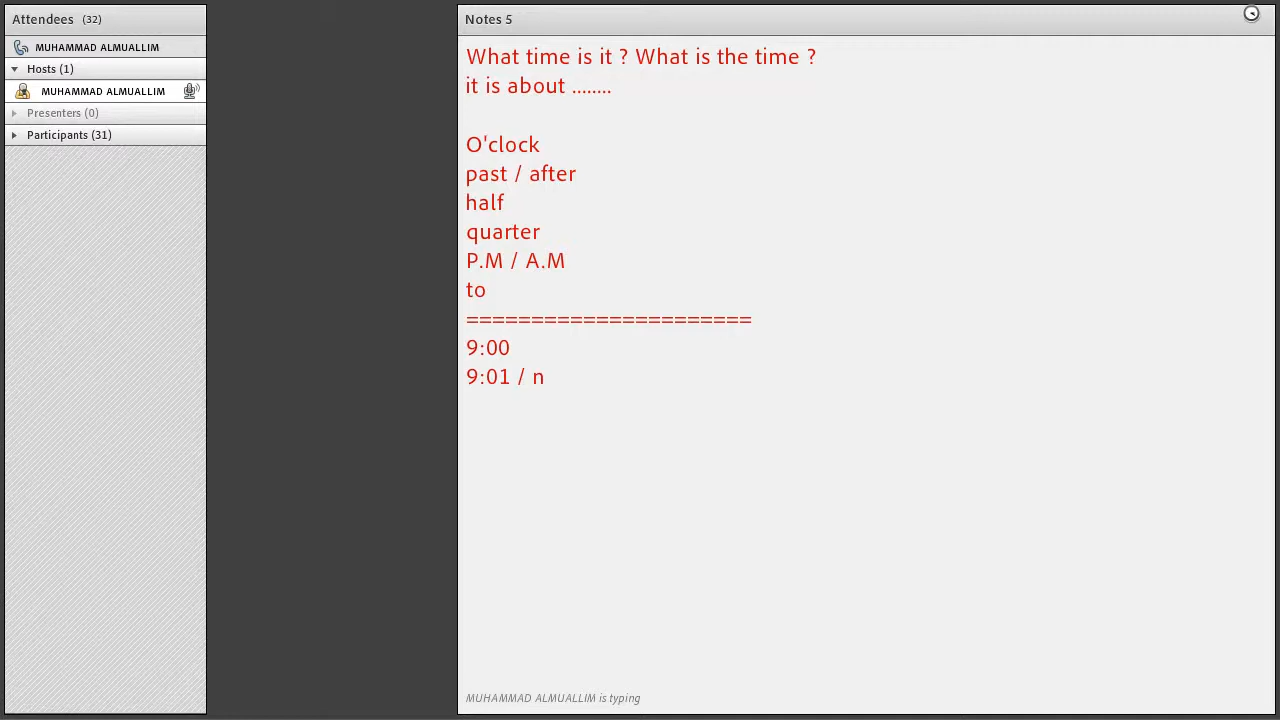 Attendees (32)
MUHAMMAD ALMUALLIM
Hosts (1)
MUHAMMAD ALMUALLIM
Presenters (0)
Participants (31)
Notes 5
What time is it ? What is the time ?
it is about ........
O'clock
past / after
half
quarter
P.M / A.M
to
======================
9:00
9:01 / n
MUHAMMAD ALMUALLIM is typing